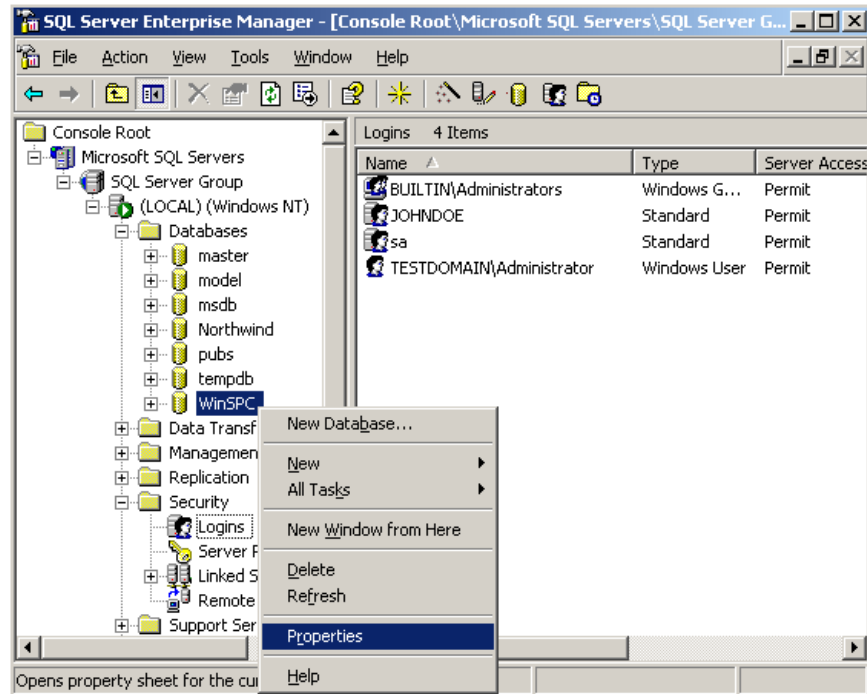 SQL Server Enterprise Manager - [Console Root\Microsoft SQL Servers\SQL Server G...
File Action View Tools Window Help
Console Root
Microsoft SQL Servers
SQL Server Group
(LOCAL) (Windows NT)
Databases
master
model
msdb
Northwind
pubs
tempdb
WinSPC
Data Transf
Managemen
Replication
Security
Logins
Server R
Linked S
Remote
Support Ser
Logins 4 Items
Name Type Server Access
BUILTIN\Administrators Windows G... Permit
JOHNDOE Standard Permit
sa Standard Permit
TESTDOMAIN\Administrator Windows User Permit
New Database...
New
All Tasks
New Window from Here
Delete
Refresh
Properties
Help
Opens property sheet for the cu